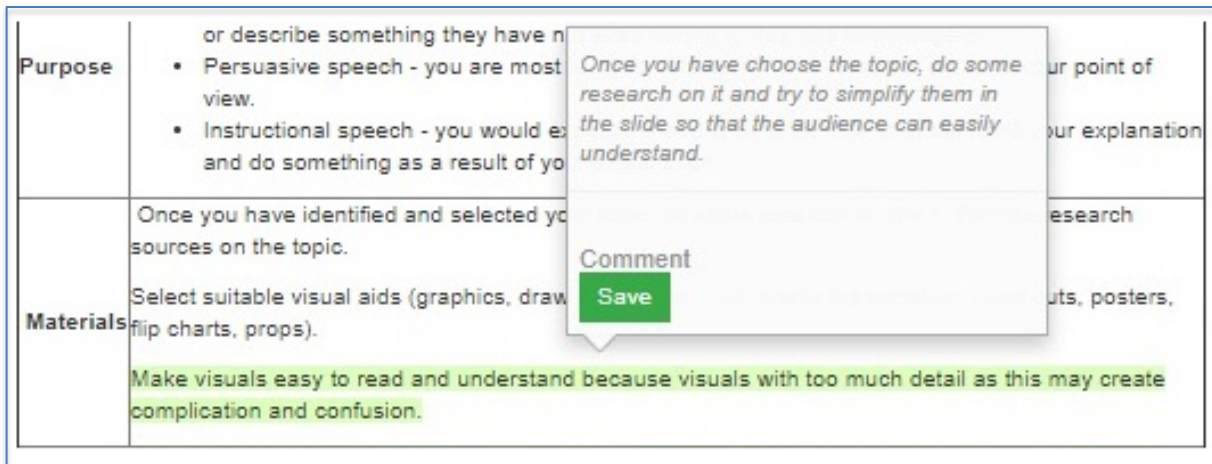 or describe something they have n
Purpose
• Persuasive speech - you are most
ur point of
view.
• Instructional speech - you would ex
our explanation
and do something as a result of yo
Once you have choose the topic, do some
research on it and try to simplify them in
the slide so that the audience can easily
understand.
Comment
Save
Once you have identified and selected yo
research
sources on the topic.
Select suitable visual aids (graphics, draw
uts, posters,
Materials
flip charts, props).
Make visuals easy to read and understand because visuals with too much detail as this may create
complication and confusion.